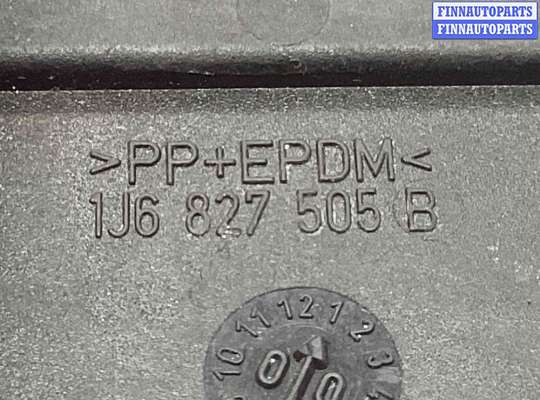 FINNAUTOPARTS
FINNAUTOPARTS
>PP+EPDM<
1J6 827 505 B
10 11 12 1 2 3
0 0